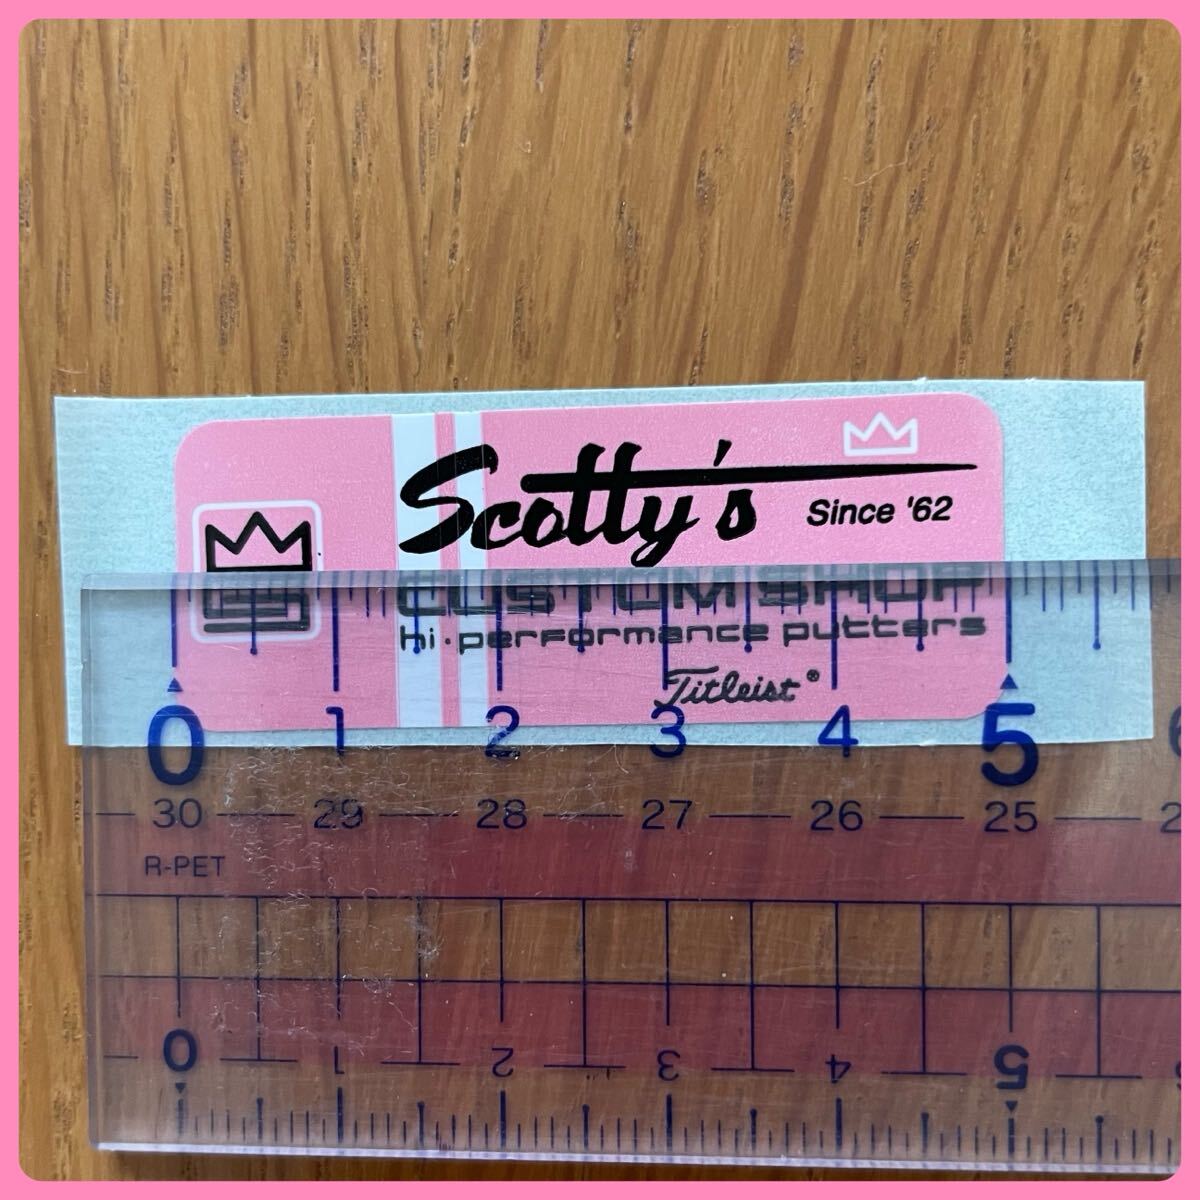 Scotty's
Since '62
CUSTOM SHOP
hi·performance putters
Titleist®
0 1 2 3 4 5
30 29 28 27 26 25
R-PET
0 1 2 3 4 5